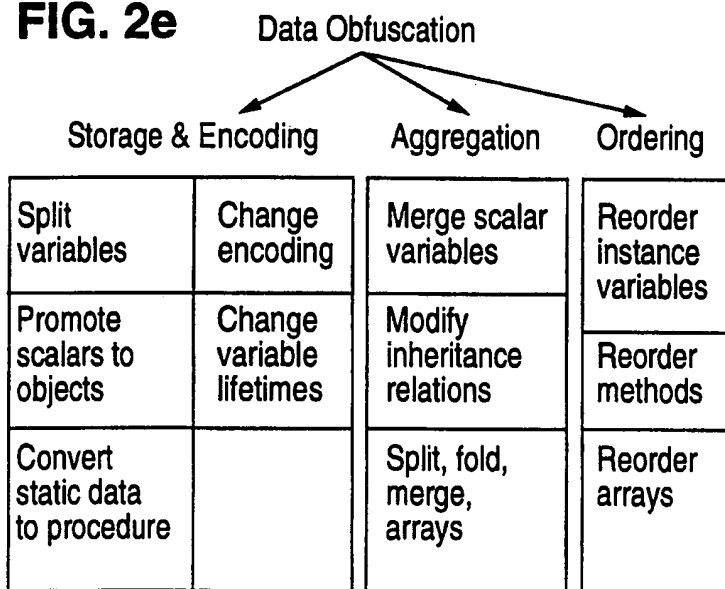 FIG. 2e
Data Obfuscation
Storage & Encoding
Aggregation
Ordering
Split
variables
Change
encoding
Merge scalar
variables
Reorder
instance
variables
Promote
scalars to
objects
Change
variable
lifetimes
Modify
inheritance
relations
Reorder
methods
Convert
static data
to procedure
Split, fold,
merge,
arrays
Reorder
arrays